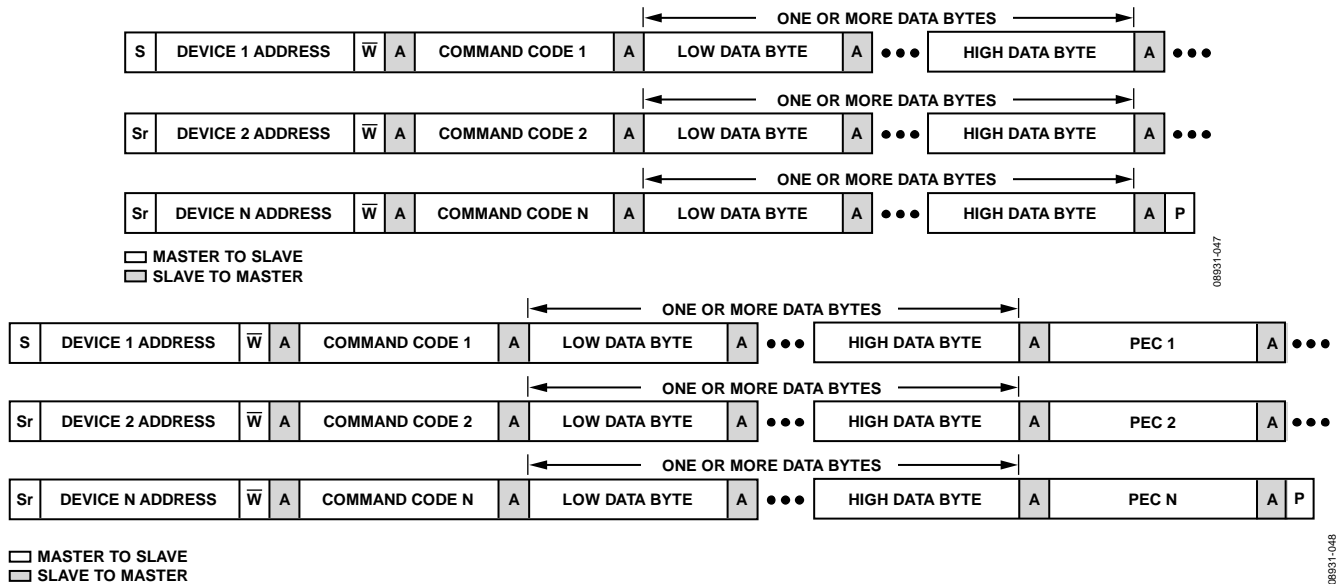 ONE OR MORE DATA BYTES
S DEVICE 1 ADDRESS W̅ A COMMAND CODE 1 A LOW DATA BYTE A ••• HIGH DATA BYTE A •••
ONE OR MORE DATA BYTES
Sr DEVICE 2 ADDRESS W̅ A COMMAND CODE 2 A LOW DATA BYTE A ••• HIGH DATA BYTE A •••
ONE OR MORE DATA BYTES
Sr DEVICE N ADDRESS W̅ A COMMAND CODE N A LOW DATA BYTE A ••• HIGH DATA BYTE A P
MASTER TO SLAVE
SLAVE TO MASTER
08931-047
ONE OR MORE DATA BYTES
S DEVICE 1 ADDRESS W̅ A COMMAND CODE 1 A LOW DATA BYTE A ••• HIGH DATA BYTE A PEC 1 A •••
ONE OR MORE DATA BYTES
Sr DEVICE 2 ADDRESS W̅ A COMMAND CODE 2 A LOW DATA BYTE A ••• HIGH DATA BYTE A PEC 2 A •••
ONE OR MORE DATA BYTES
Sr DEVICE N ADDRESS W̅ A COMMAND CODE N A LOW DATA BYTE A ••• HIGH DATA BYTE A PEC N A P
MASTER TO SLAVE
SLAVE TO MASTER
08931-048